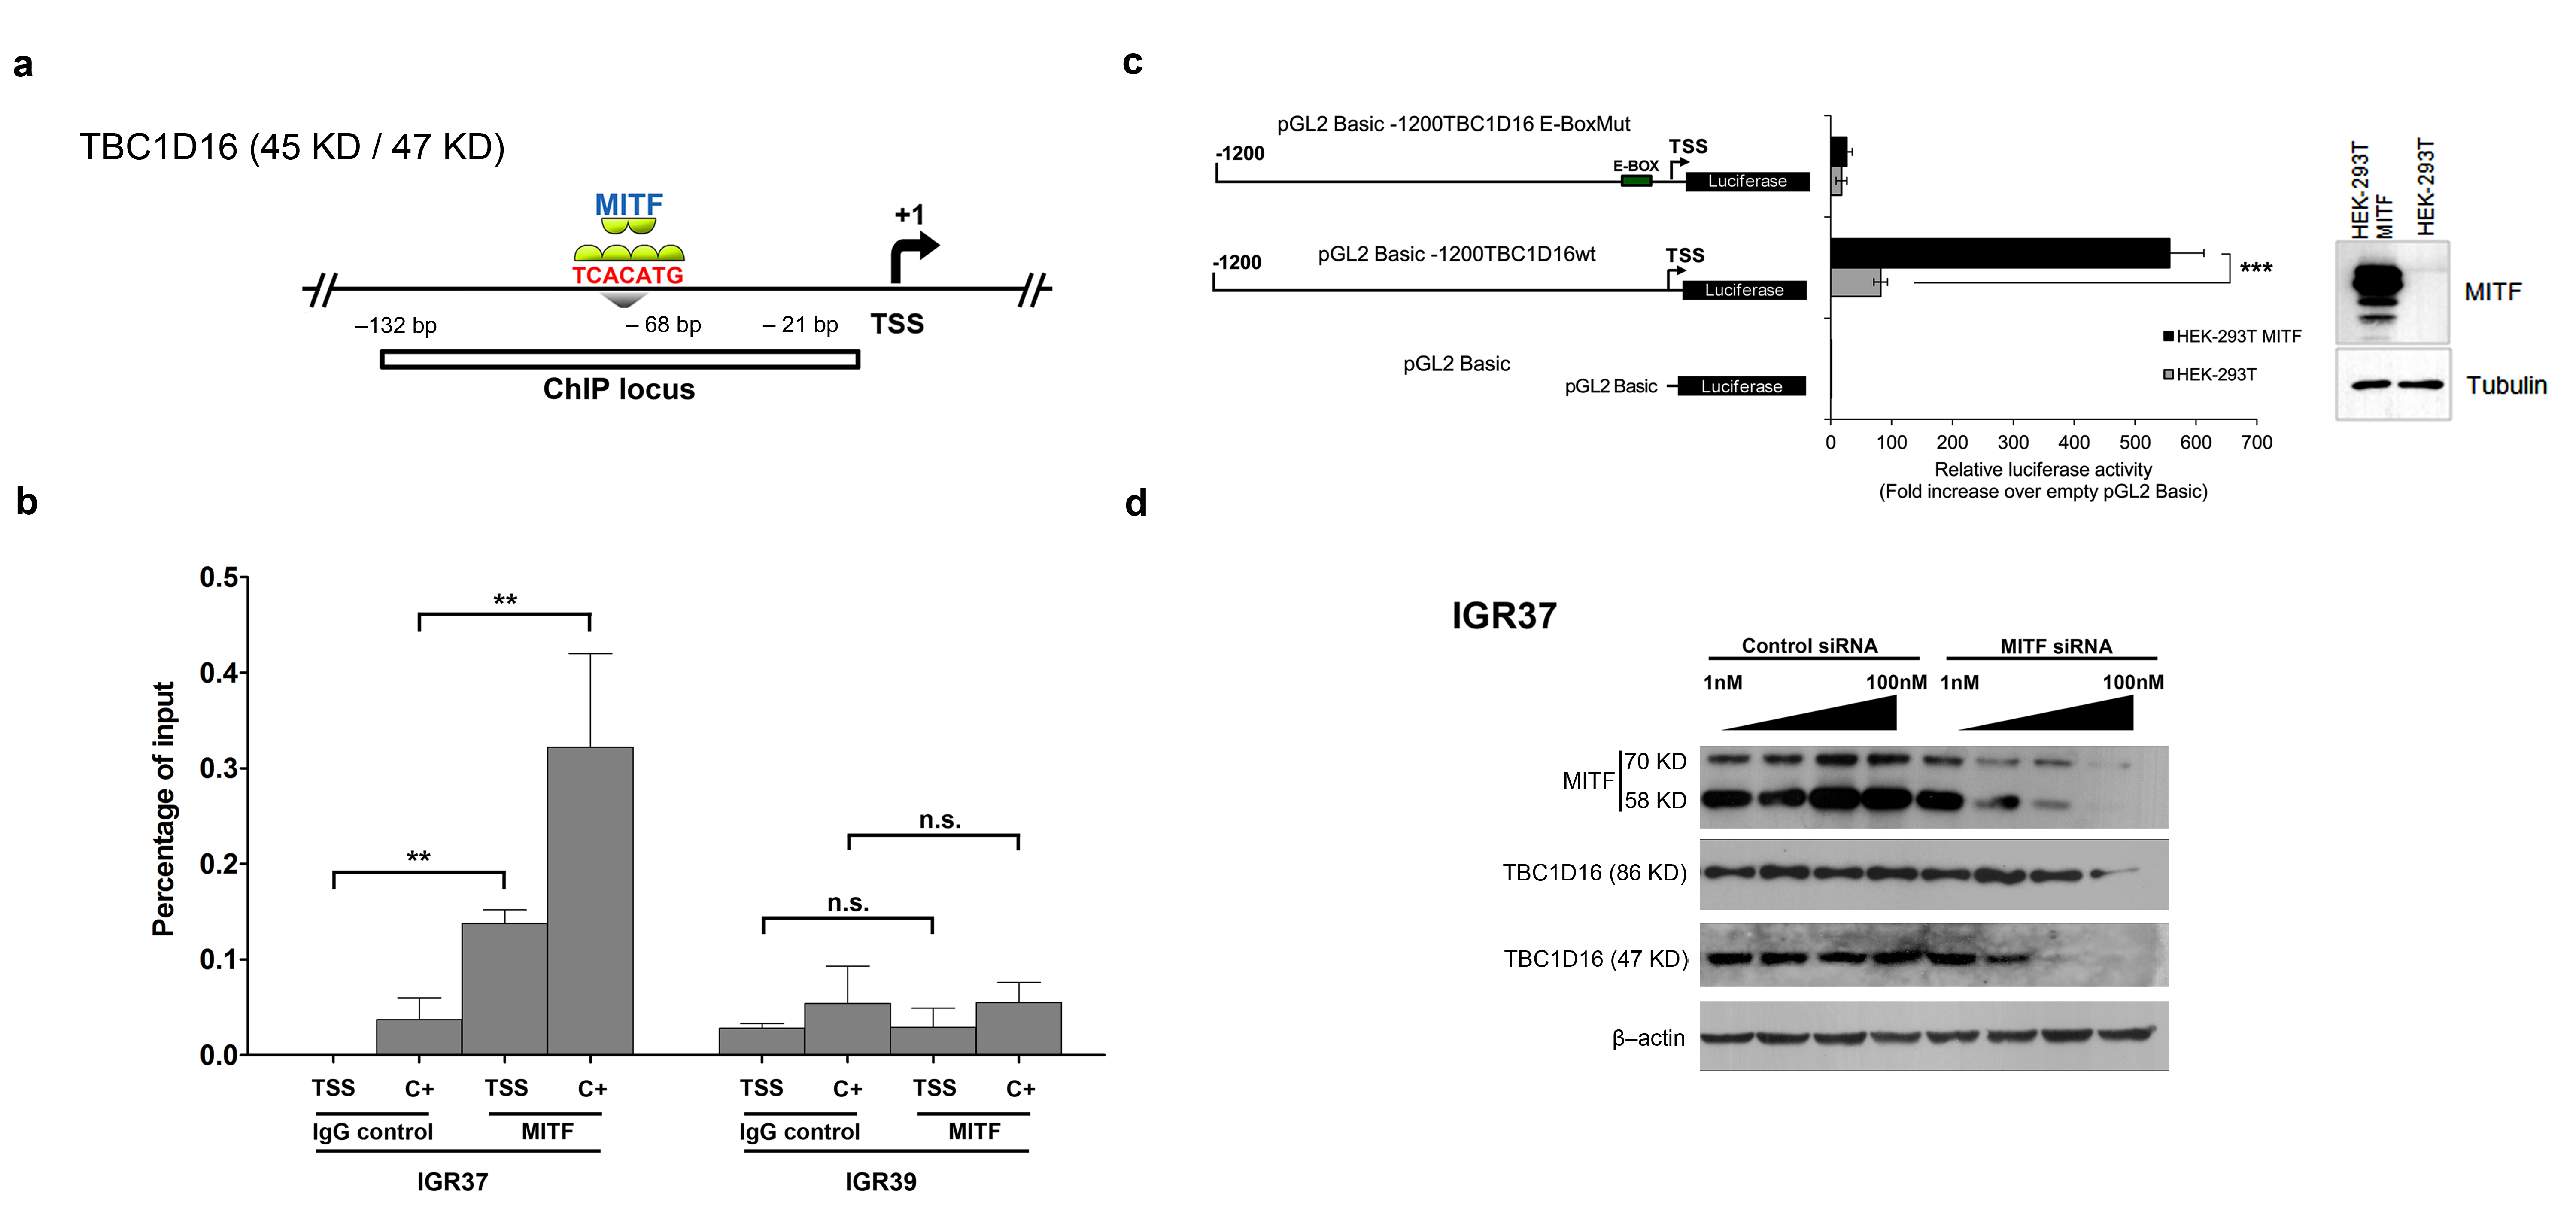 a
TBC1D16 (45 KD / 47 KD)
MITF
TCACATG
+1
–132 bp
– 68 bp
– 21 bp
TSS
ChIP locus
b
Percentage of input
0.5
0.4
0.3
0.2
0.1
0.0
**
**
n.s.
n.s.
TSS C+ TSS C+ TSS C+ TSS C+
IgG control MITF IgG control MITF
IGR37 IGR39
c
pGL2 Basic -1200TBC1D16 E-BoxMut
-1200
E-BOX
TSS
Luciferase
pGL2 Basic -1200TBC1D16wt
-1200
TSS
Luciferase
pGL2 Basic
pGL2 Basic
Luciferase
***
HEK-293T MITF
HEK-293T
0 100 200 300 400 500 600 700
Relative luciferase activity
(Fold increase over empty pGL2 Basic)
HEK-293T
MITF
HEK-293T
MITF
Tubulin
d
IGR37
Control siRNA MITF siRNA
1nM 100nM 1nM 100nM
MITF
70 KD
58 KD
TBC1D16 (86 KD)
TBC1D16 (47 KD)
β–actin